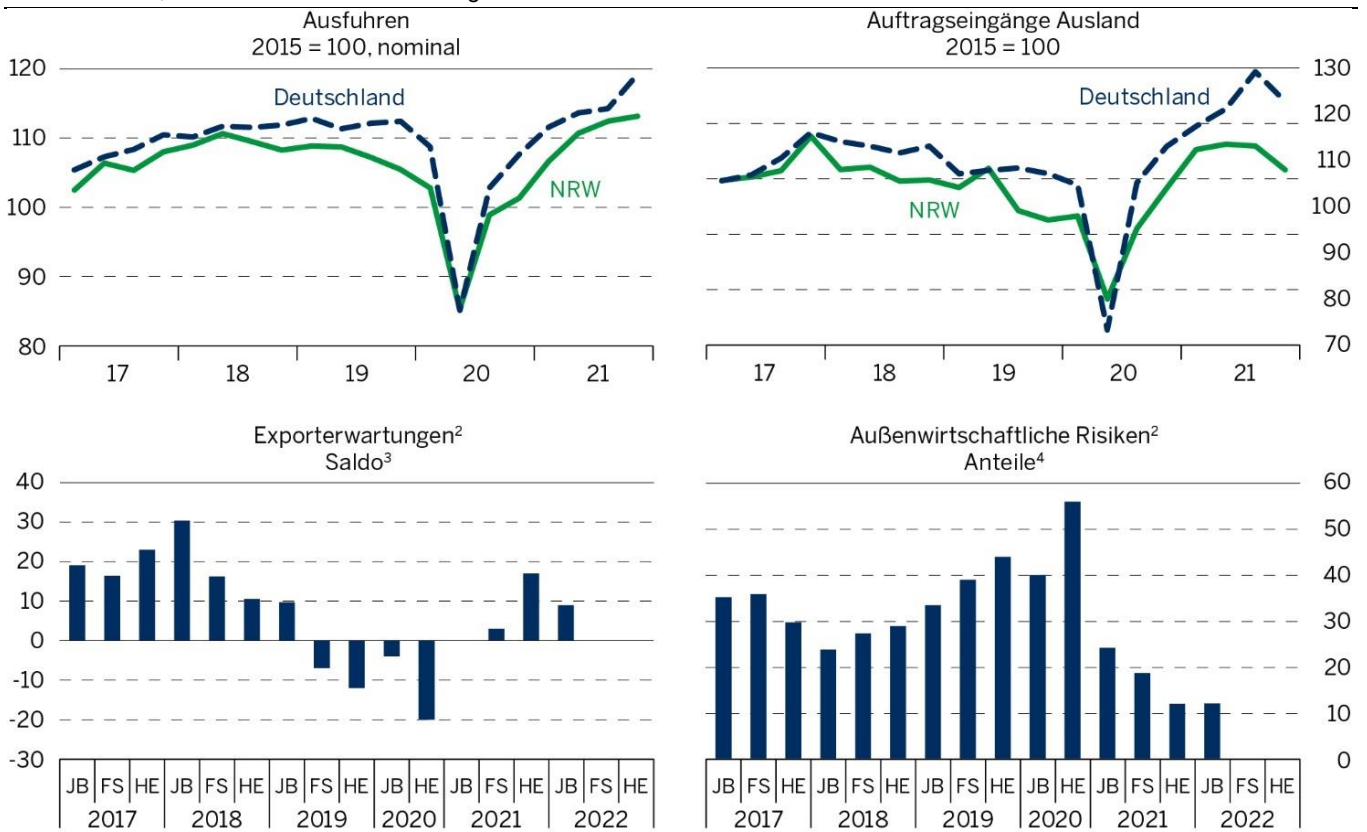 Ausfuhren
2015 = 100, nominal
120
110
100
90
80
Deutschland
NRW
17 18 19 20 21
Auftragseingänge Ausland
2015 = 100
130
120
110
100
90
80
70
Deutschland
NRW
17 18 19 20 21
Exporterwartungen²
Saldo³
40
30
20
10
0
-10
-20
-30
JB FS HE JB FS HE JB FS HE JB HE JB FS HE JB FS HE
2017 2018 2019 2020 2021 2022
Außenwirtschaftliche Risiken²
Anteile⁴
60
50
40
30
20
10
0
JB FS HE JB FS HE JB FS HE JB HE JB FS HE JB FS HE
2017 2018 2019 2020 2021 2022